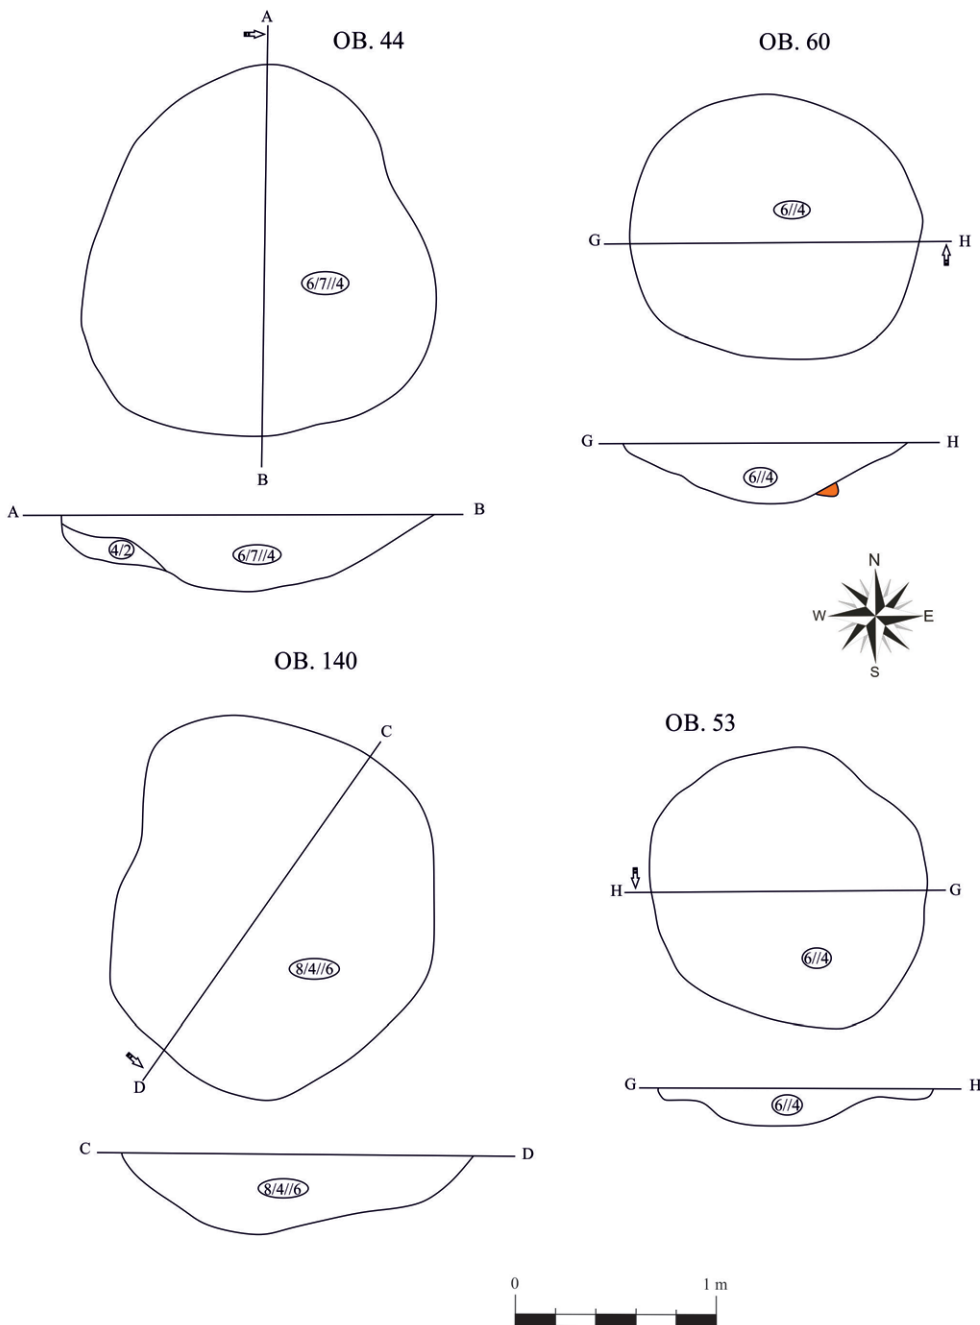 A
OB. 44
6/7//4
B
A B
4/2
6/7//4
OB. 60
6//4
G H
G H
6//4
N
W E
S
OB. 140
C
8/4//6
D
C D
8/4//6
OB. 53
H G
6//4
G H
6//4
0 1 m